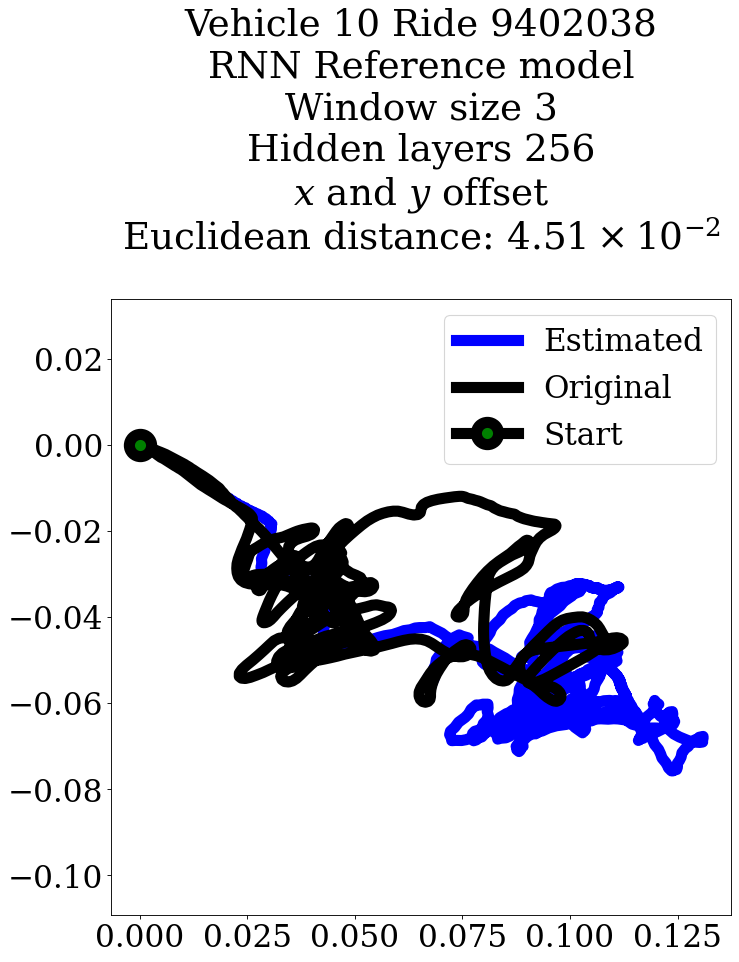 Vehicle 10 Ride 9402038
RNN Reference model
Window size 3
Hidden layers 256
x and y offset
Euclidean distance: 4.51 × 10⁻²
Estimated
Original
Start
0.02
0.00
−0.02
−0.04
−0.06
−0.08
−0.10
0.000 0.025 0.050 0.075 0.100 0.125